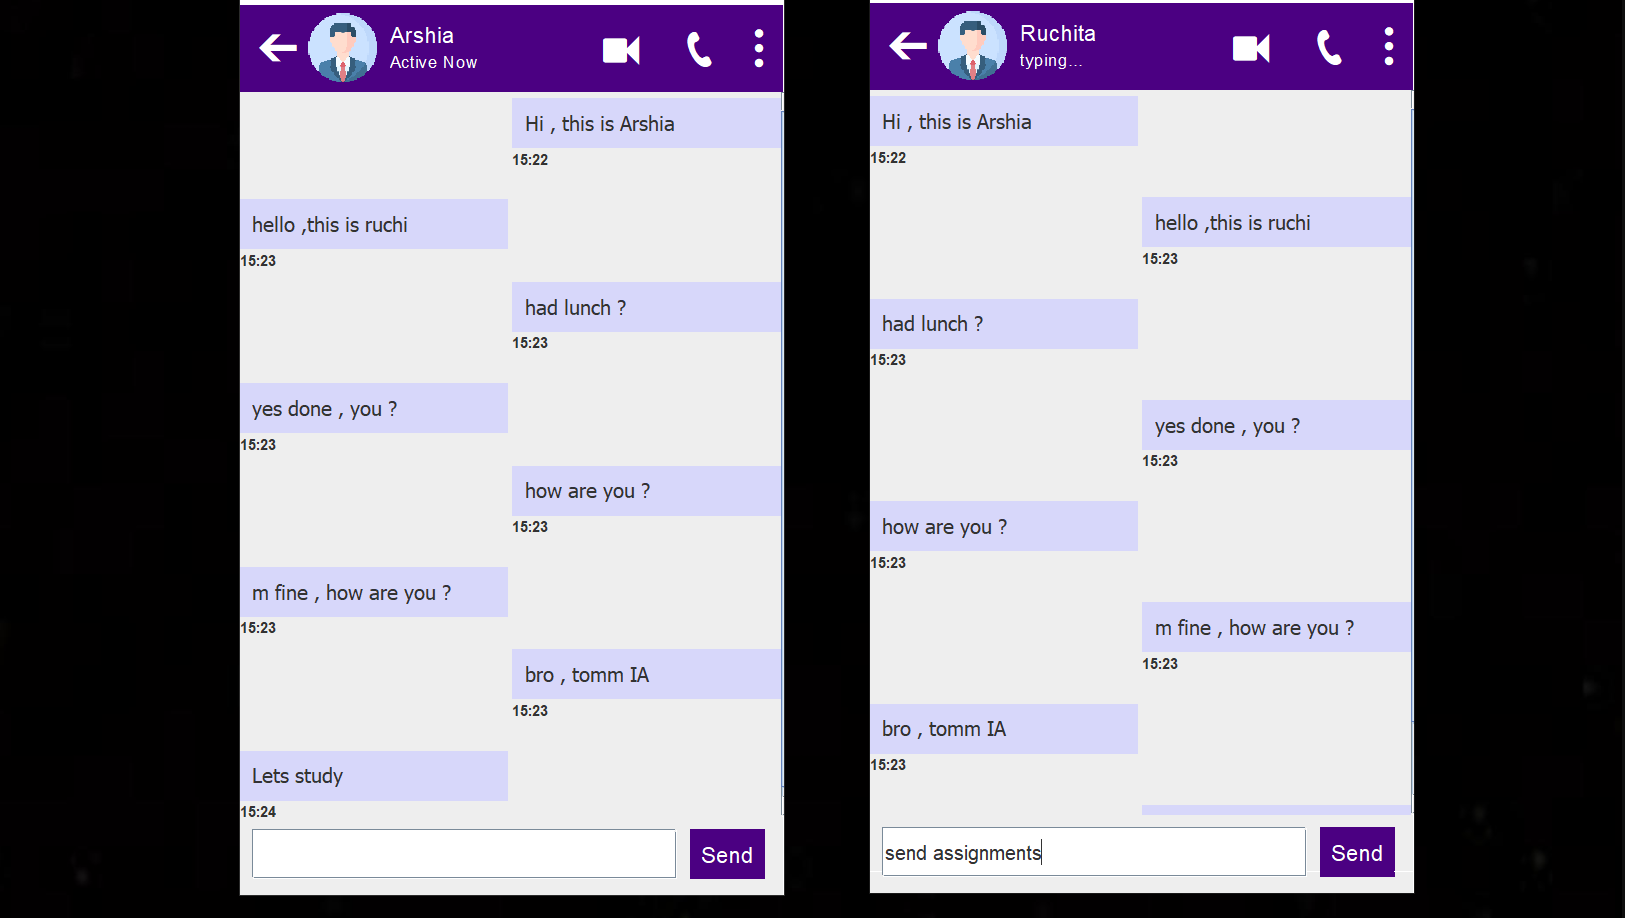 Arshia
Active Now
Hi , this is Arshia
15:22
hello ,this is ruchi
15:23
had lunch ?
15:23
yes done , you ?
15:23
how are you ?
15:23
m fine , how are you ?
15:23
bro , tomm IA
15:23
Lets study
15:24
Send
Ruchita
typing...
Hi , this is Arshia
15:22
hello ,this is ruchi
15:23
had lunch ?
15:23
yes done , you ?
15:23
how are you ?
15:23
m fine , how are you ?
15:23
bro , tomm IA
15:23
send assignments
Send